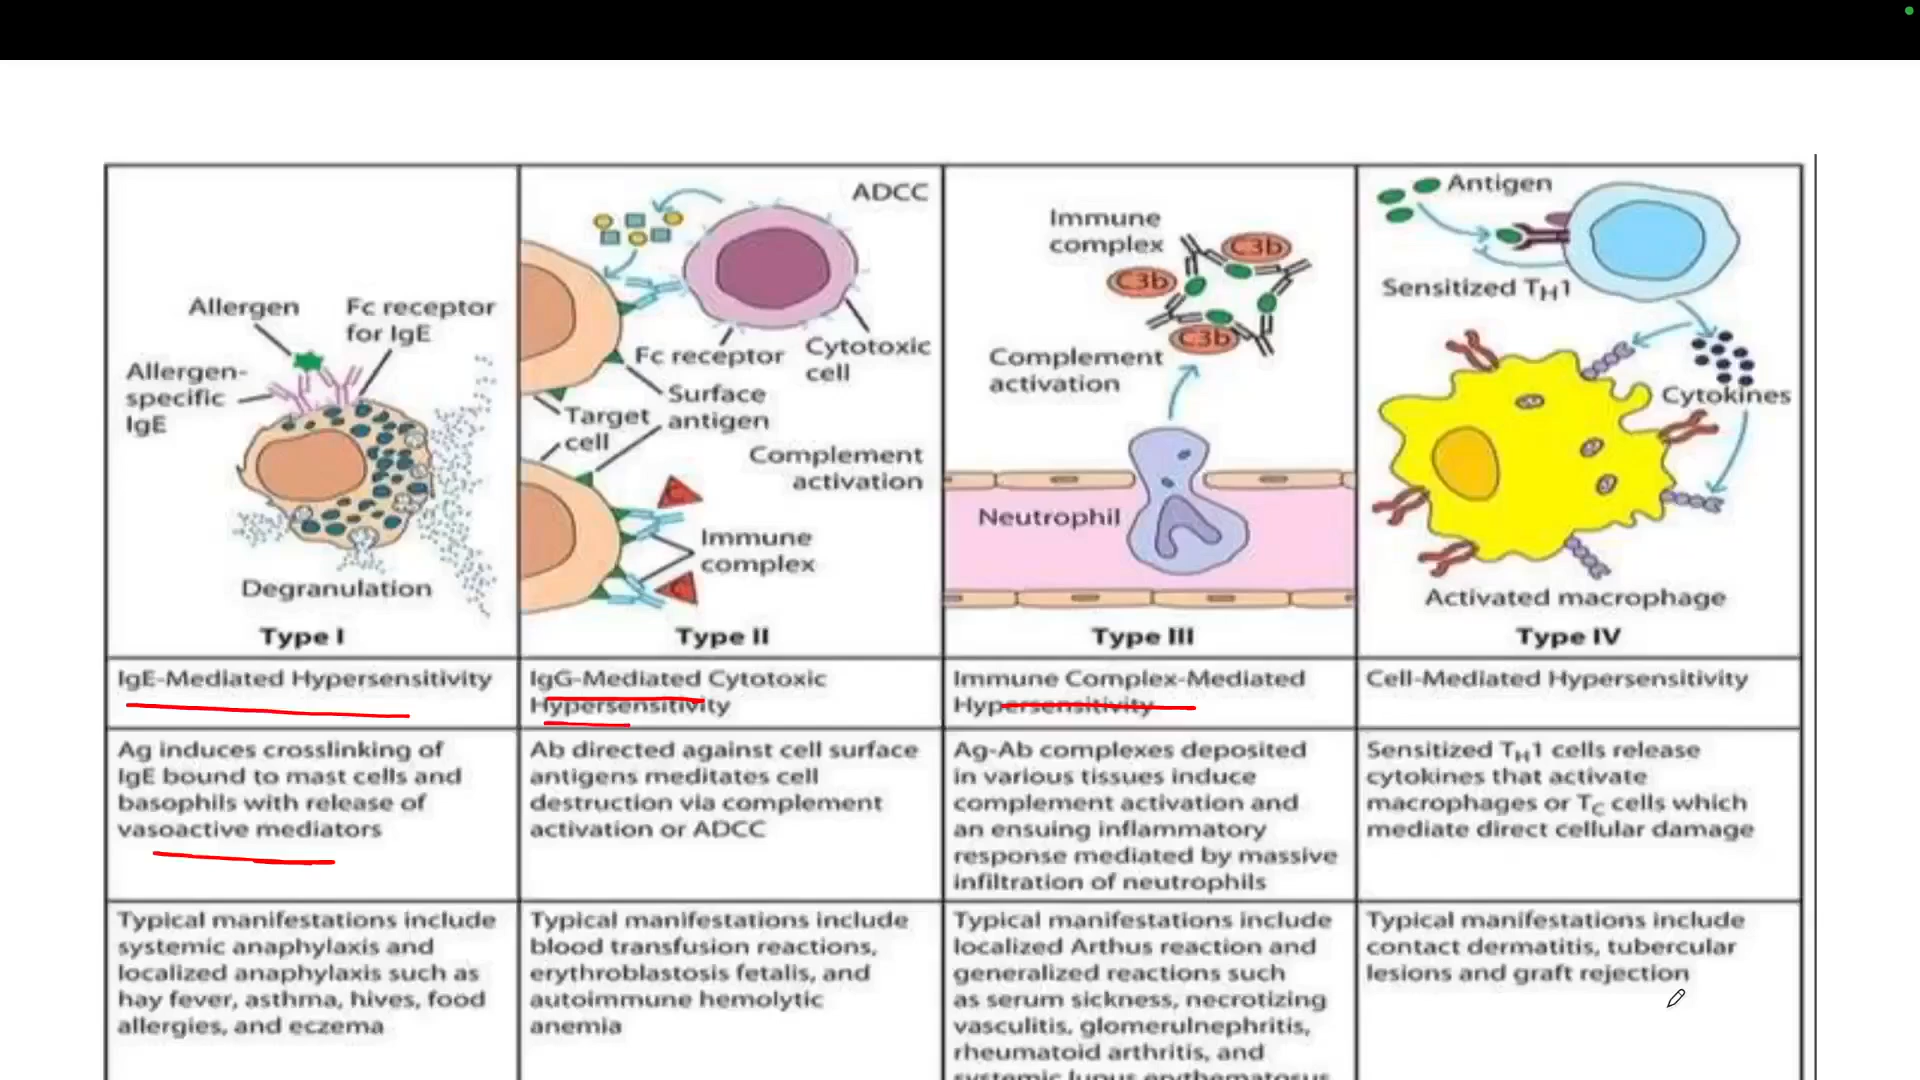 Allergen
Fc receptor
for IgE
Allergen-
specific
IgE
Degranulation
Type I
ADCC
Fc receptor
Cytotoxic
cell
Surface
antigen
Target
cell
Complement
activation
C
Immune
complex
C
Type II
Immune
complex
C3b
C3b
C3b
Complement
activation
Neutrophil
Type III
Antigen
Sensitized TH1
Cytokines
Activated macrophage
Type IV
IgE-Mediated Hypersensitivity
IgG-Mediated Cytotoxic
Hypersensitivity
Immune Complex-Mediated
Hypersensitivity
Cell-Mediated Hypersensitivity
Ag induces crosslinking of
IgE bound to mast cells and
basophils with release of
vasoactive mediators
Ab directed against cell surface
antigens meditates cell
destruction via complement
activation or ADCC
Ag-Ab complexes deposited
in various tissues induce
complement activation and
an ensuing inflammatory
response mediated by massive
infiltration of neutrophils
Sensitized TH1 cells release
cytokines that activate
macrophages or TC cells which
mediate direct cellular damage
Typical manifestations include
systemic anaphylaxis and
localized anaphylaxis such as
hay fever, asthma, hives, food
allergies, and eczema
Typical manifestations include
blood transfusion reactions,
erythroblastosis fetalis, and
autoimmune hemolytic
anemia
Typical manifestations include
localized Arthus reaction and
generalized reactions such
as serum sickness, necrotizing
vasculitis, glomerulnephritis,
rheumatoid arthritis, and
systemic lupus erythematosus
Typical manifestations include
contact dermatitis, tubercular
lesions and graft rejection